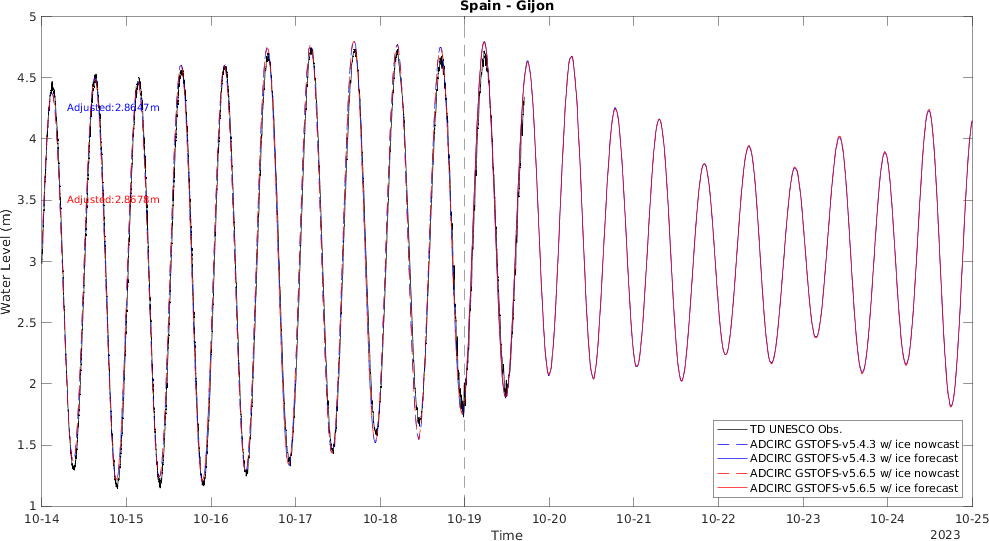 Spain - Gijon
5
4.5
4
3.5
3
2.5
2
1.5
1
Water Level (m)
Adjusted:2.8647m
Adjusted:2.8678m
TD UNESCO Obs.
ADCIRC GSTOFS-v5.4.3 w/ ice nowcast
ADCIRC GSTOFS-v5.4.3 w/ ice forecast
ADCIRC GSTOFS-v5.6.5 w/ ice nowcast
ADCIRC GSTOFS-v5.6.5 w/ ice forecast
10-14 10-15 10-16 10-17 10-18 10-19 10-20 10-21 10-22 10-23 10-24 10-25
Time
2023